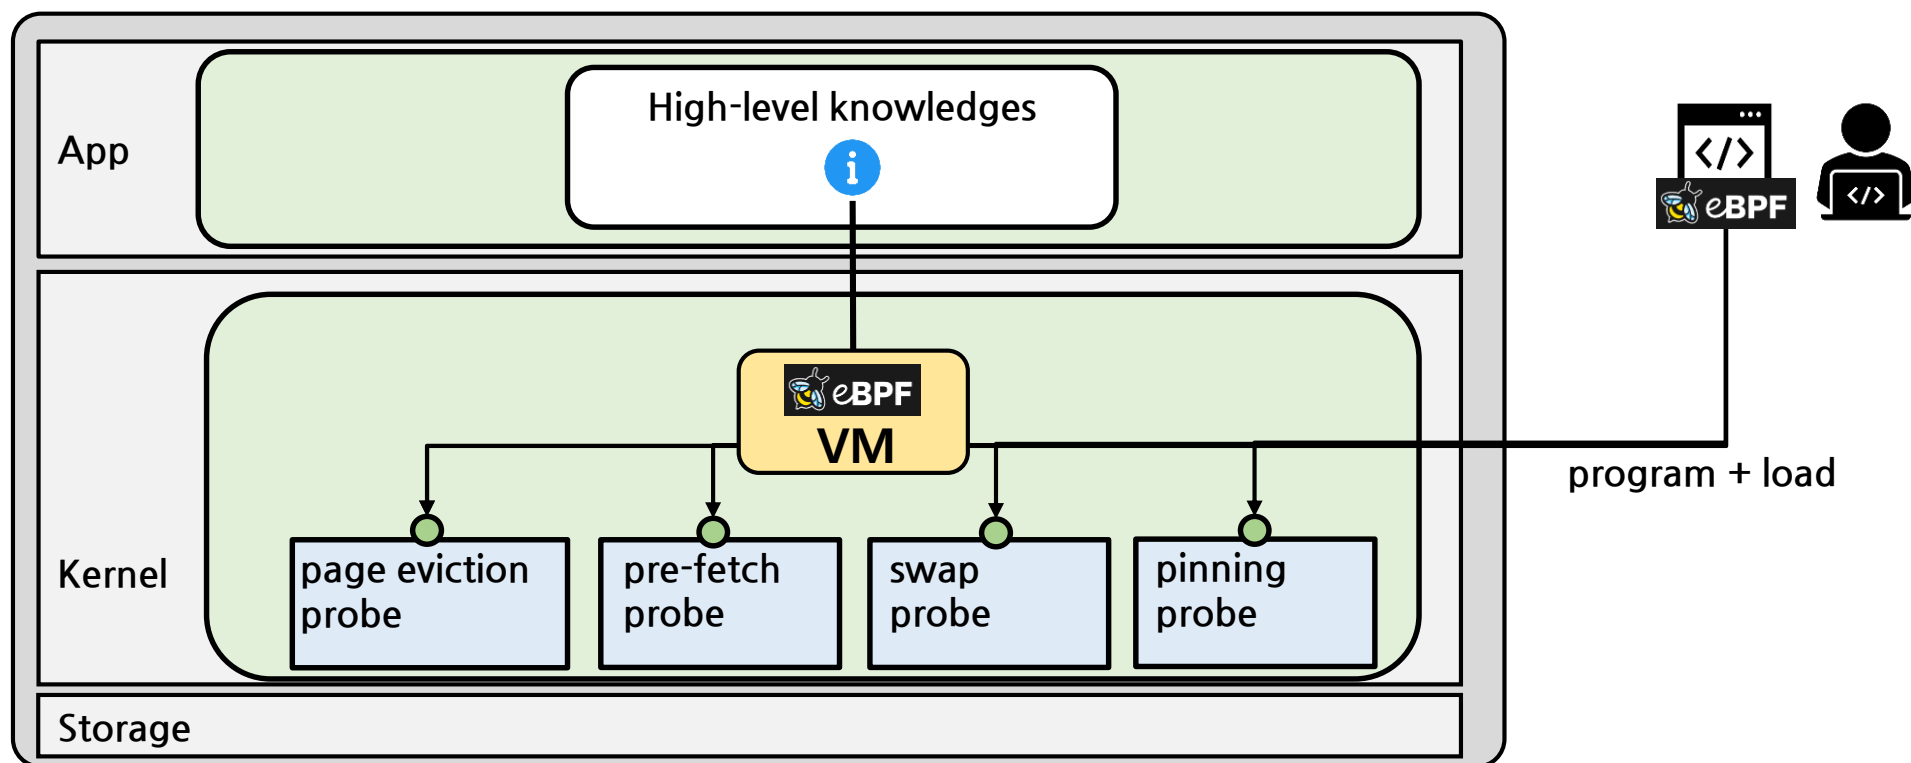 High-level knowledges
i
App
</>
eBPF
</>
eBPF
VM
program + load
Kernel
page eviction
probe
pre-fetch
probe
swap
probe
pinning
probe
Storage